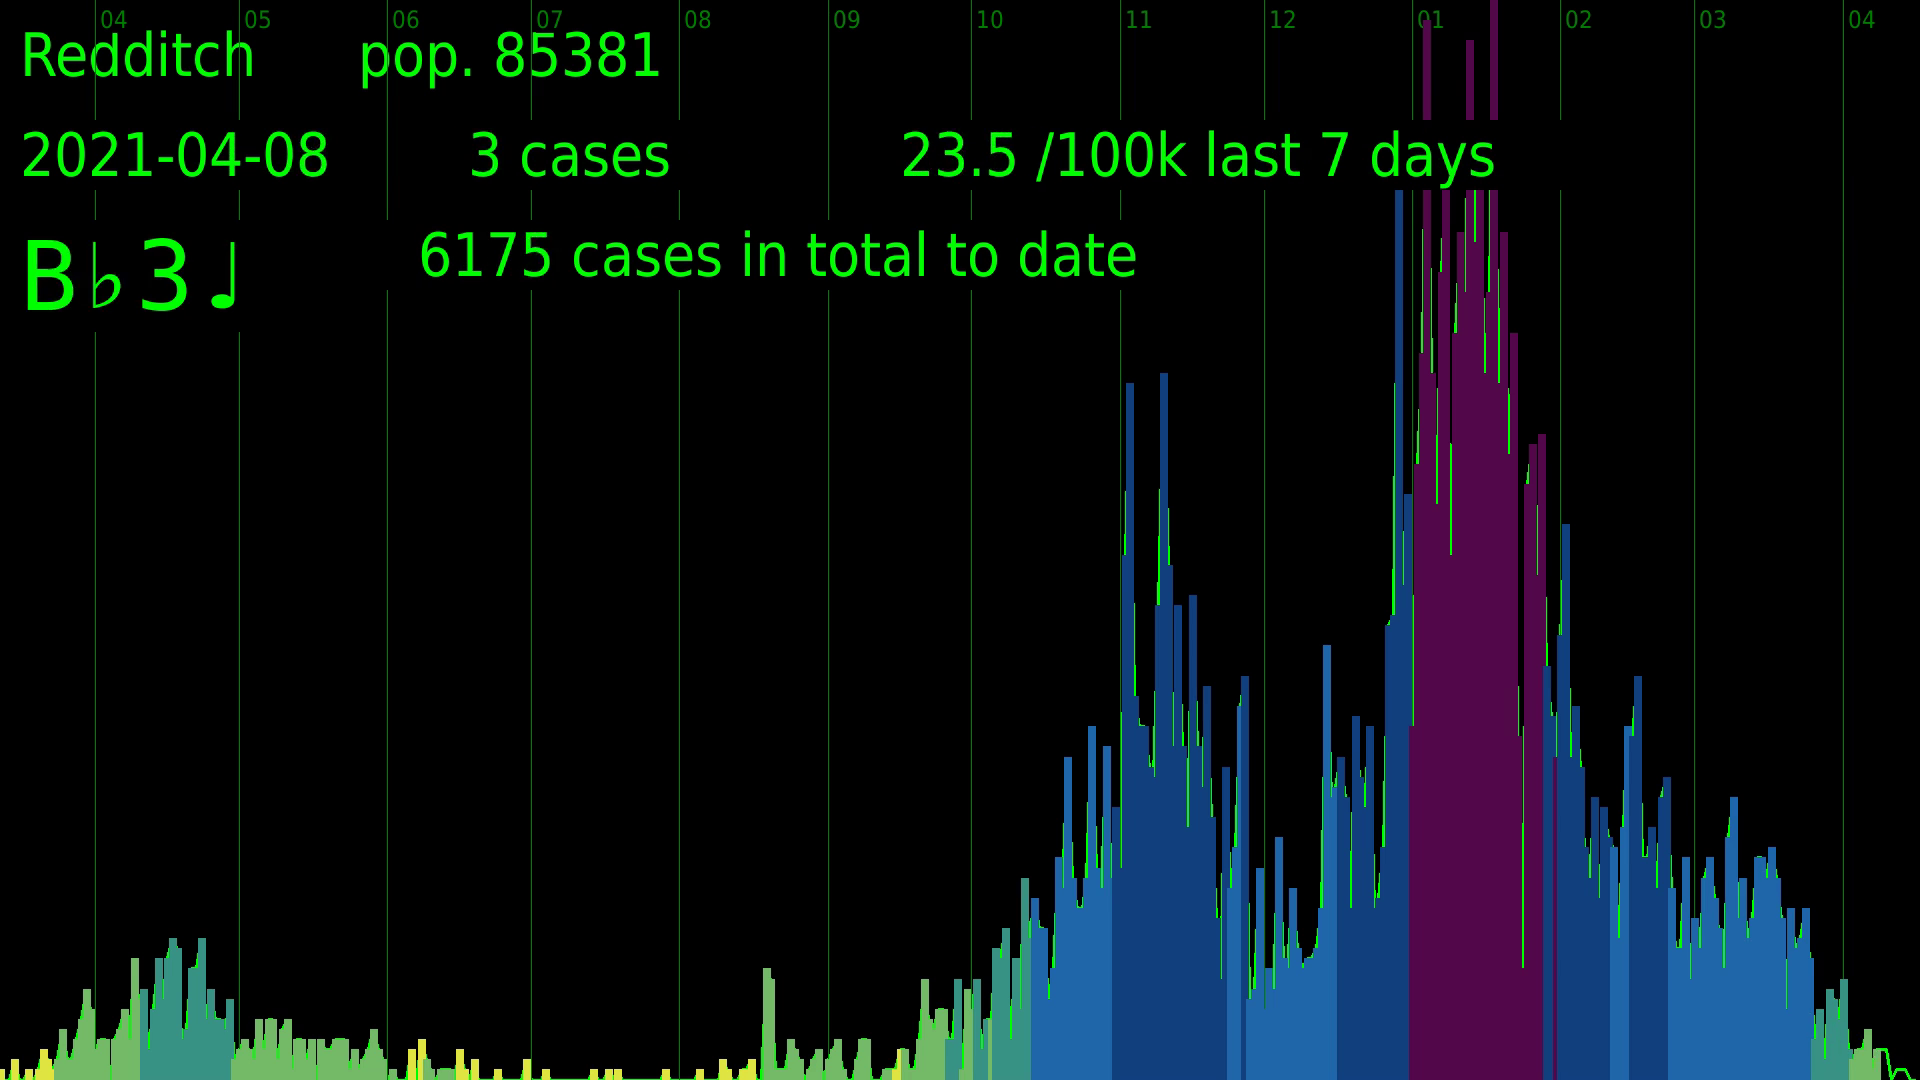 04 05 06 07 08 09 10 11 12 01 02 03 04
Redditch pop. 85381
2021-04-08 3 cases 23.5 /100k last 7 days
B♭3♩ 6175 cases in total to date